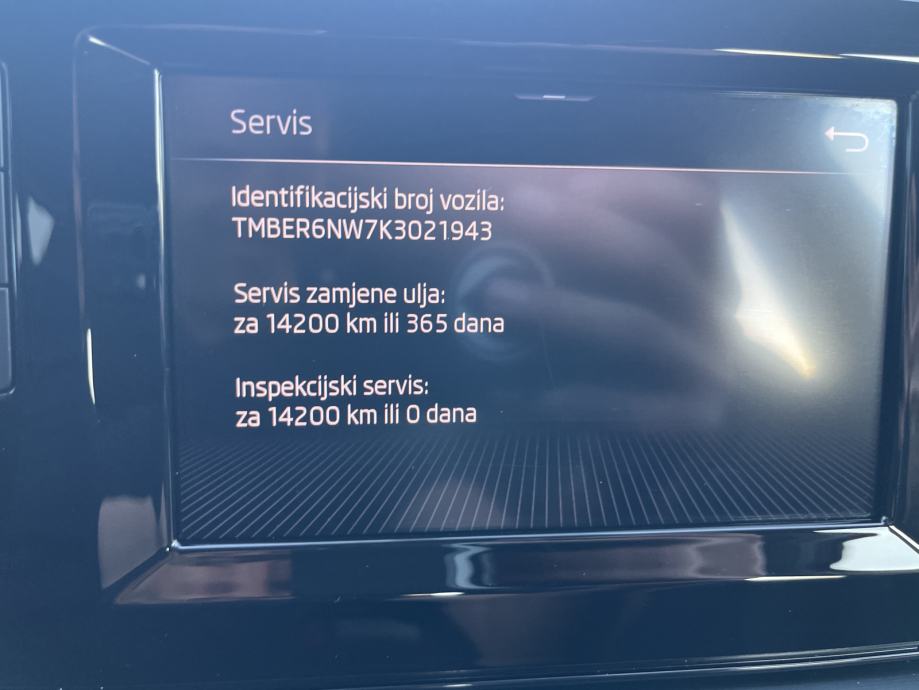 Servis
Identifikacijski broj vozila:
TMBER6NW7K3021943
Servis zamjene ulja:
za 14200 km ili 365 dana
Inspekcijski servis:
za 14200 km ili 0 dana